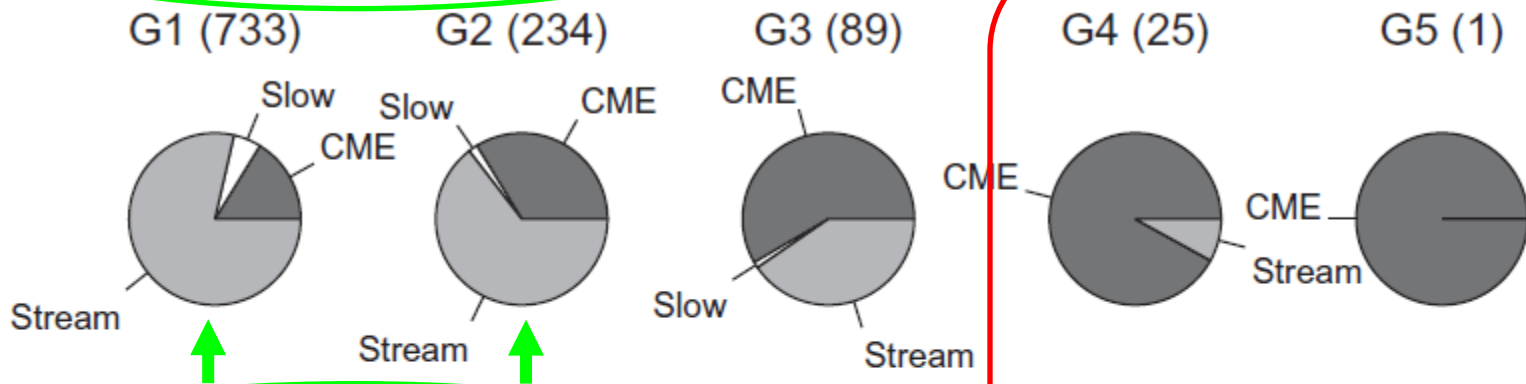 G1 (733)
Slow
CME
Stream
G2 (234)
Slow
CME
Stream
G3 (89)
CME
Slow
Stream
G4 (25)
CME
Stream
G5 (1)
CME